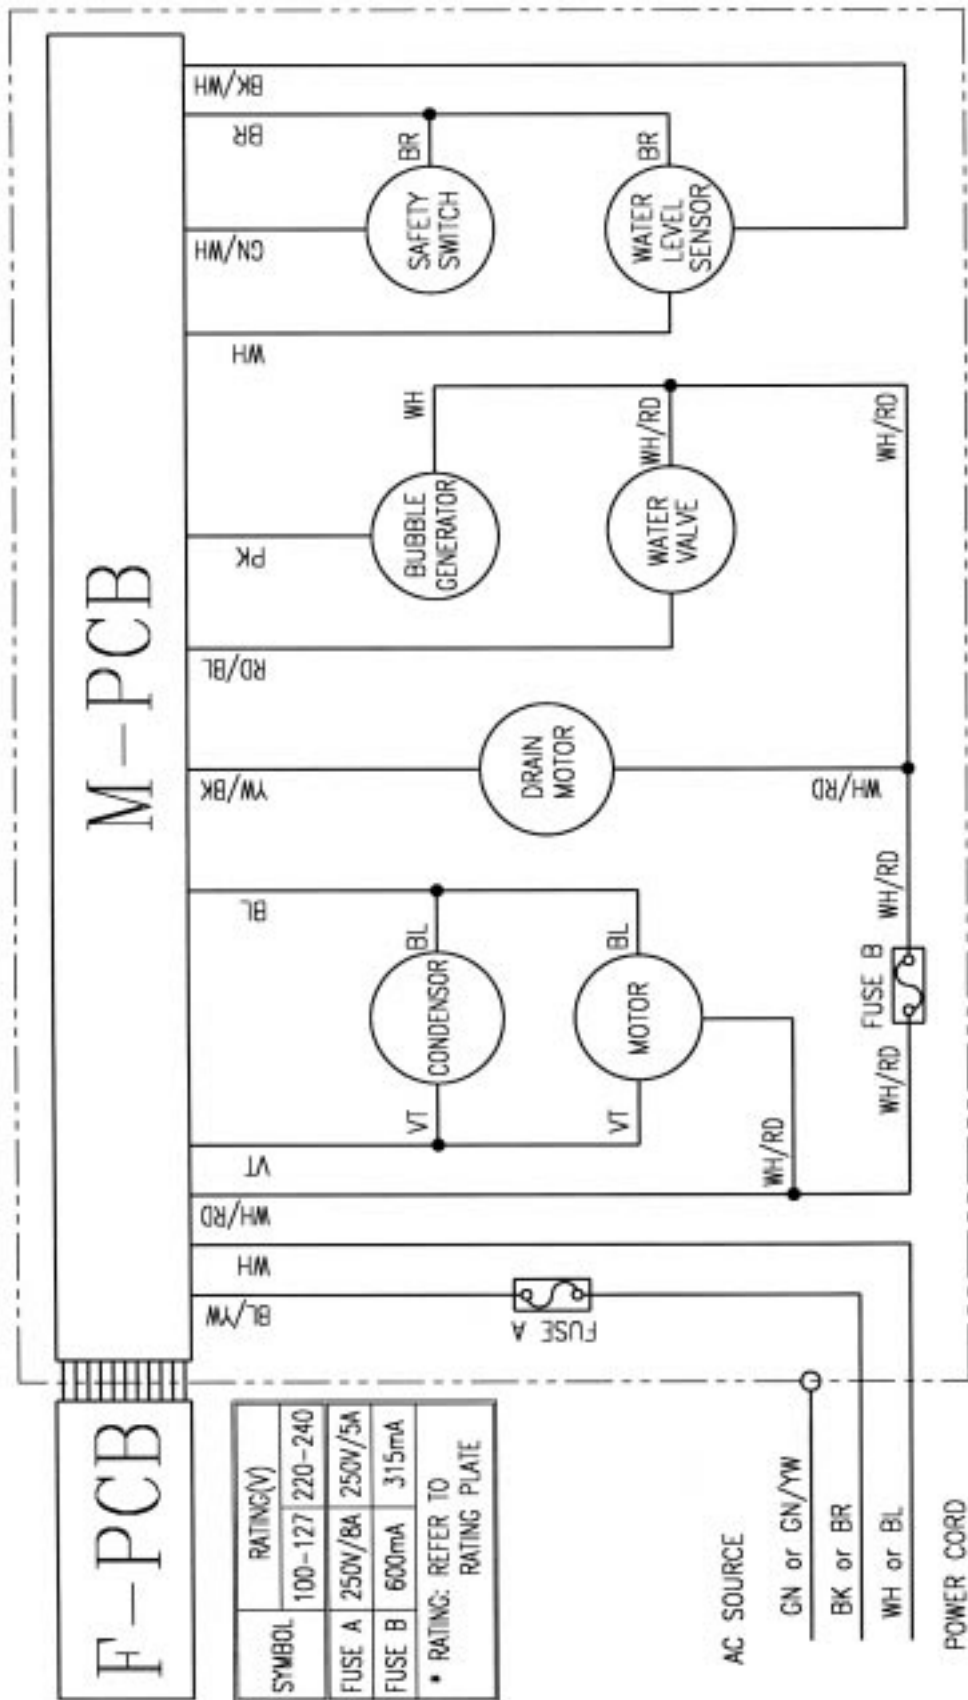 F-PCB
M-PCB
SYMBOL RATING(V)
100-127 220-240
FUSE A 250V/8A 250V/5A
FUSE B 600mA 315mA
* RATING: REFER TO
RATING PLATE
AC SOURCE
GN or GN/YW
BK or BR
WH or BL
POWER CORD
BL/YW
WH
WH/RD
VT
BL
YW/BK
RD/BL
PK
WH
GN/WH
BR
BK/WH
FUSE A
VT
CONDENSOR
BL
VT
MOTOR
BL
WH/RD
WH/RD
FUSE B
WH/RD
DRAIN
MOTOR
WH/RD
BUBBLE
GENERATOR
WH
WATER
VALVE
WH/RD
WH/RD
SAFETY
SWITCH
BR
WATER
LEVEL
SENSOR
BR